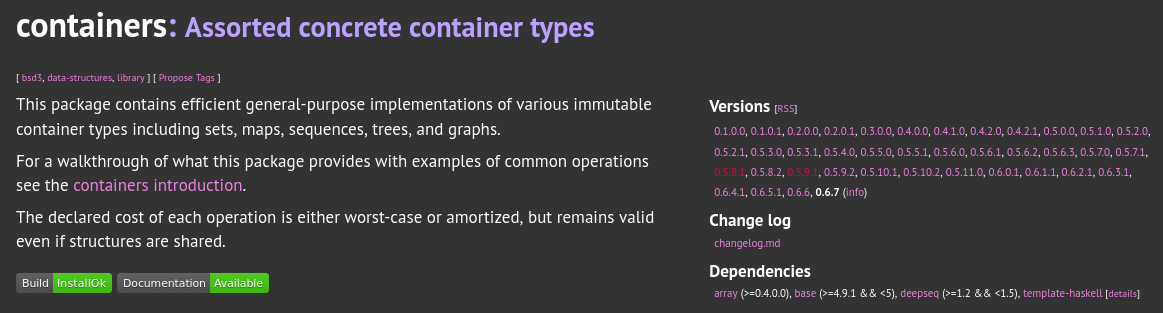 containers: Assorted concrete container types
[ bsd3, data-structures, library ] [ Propose Tags ]
This package contains efficient general-purpose implementations of various immutable
container types including sets, maps, sequences, trees, and graphs.
For a walkthrough of what this package provides with examples of common operations
see the containers introduction.
The declared cost of each operation is either worst-case or amortized, but remains valid
even if structures are shared.
Build InstallOk Documentation Available
Versions [RSS]
0.1.0.0, 0.1.0.1, 0.2.0.0, 0.2.0.1, 0.3.0.0, 0.4.0.0, 0.4.1.0, 0.4.2.0, 0.4.2.1, 0.5.0.0, 0.5.1.0, 0.5.2.0,
0.5.2.1, 0.5.3.0, 0.5.3.1, 0.5.4.0, 0.5.5.0, 0.5.5.1, 0.5.6.0, 0.5.6.1, 0.5.6.2, 0.5.6.3, 0.5.7.0, 0.5.7.1,
0.5.8.1, 0.5.8.2, 0.5.9.1, 0.5.9.2, 0.5.10.1, 0.5.10.2, 0.5.11.0, 0.6.0.1, 0.6.1.1, 0.6.2.1, 0.6.3.1,
0.6.4.1, 0.6.5.1, 0.6.6, 0.6.7 (info)
Change log
changelog.md
Dependencies
array (>=0.4.0.0), base (>=4.9.1 && <5), deepseq (>=1.2 && <1.5), template-haskell [details]